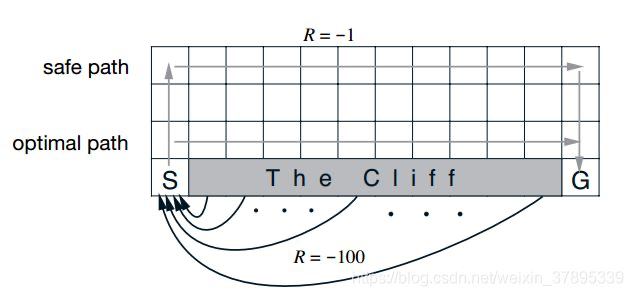 R = −1
safe path
optimal path
S
The Cliff
G
R = −100
https://blog.csdn.net/weixin_37895339